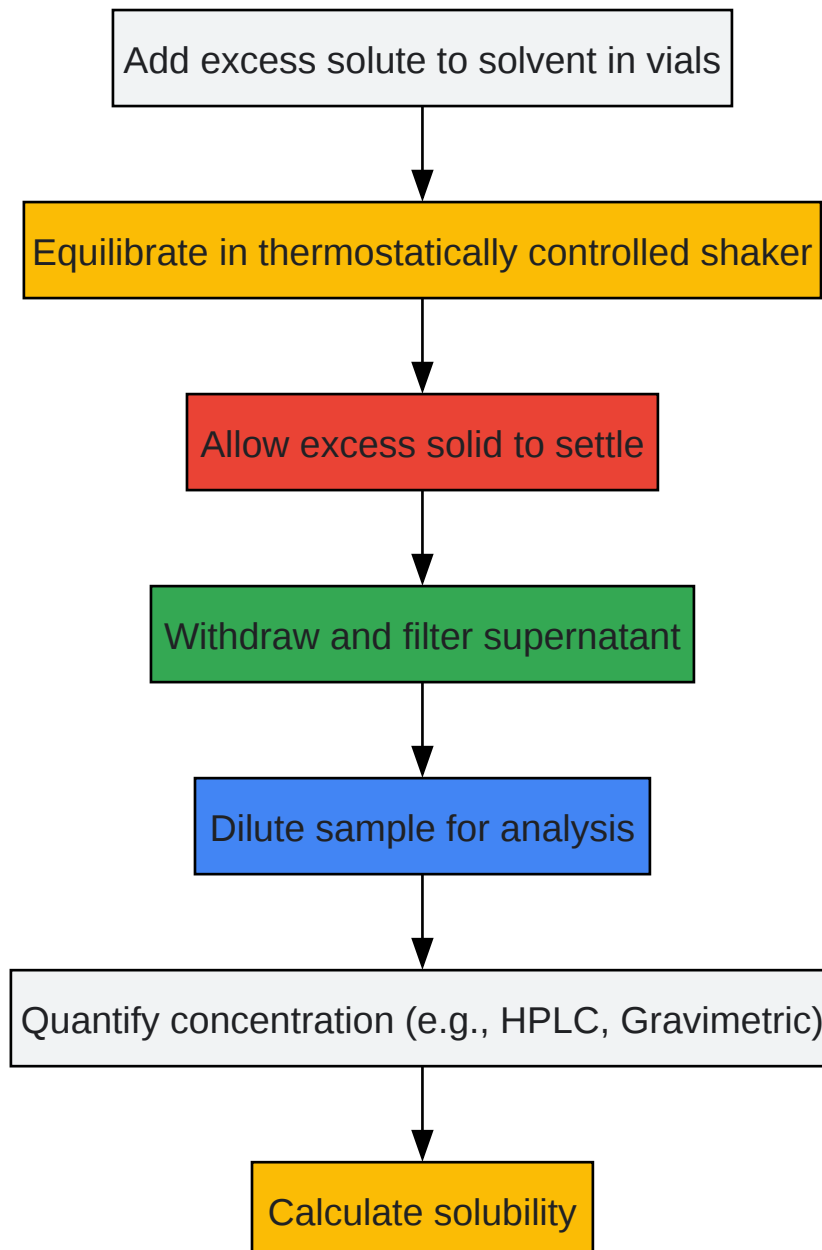 Add excess solute to solvent in vials
Equilibrate in thermostatically controlled shaker
Allow excess solid to settle
Withdraw and filter supernatant
Dilute sample for analysis
Quantify concentration (e.g., HPLC, Gravimetric)
Calculate solubility